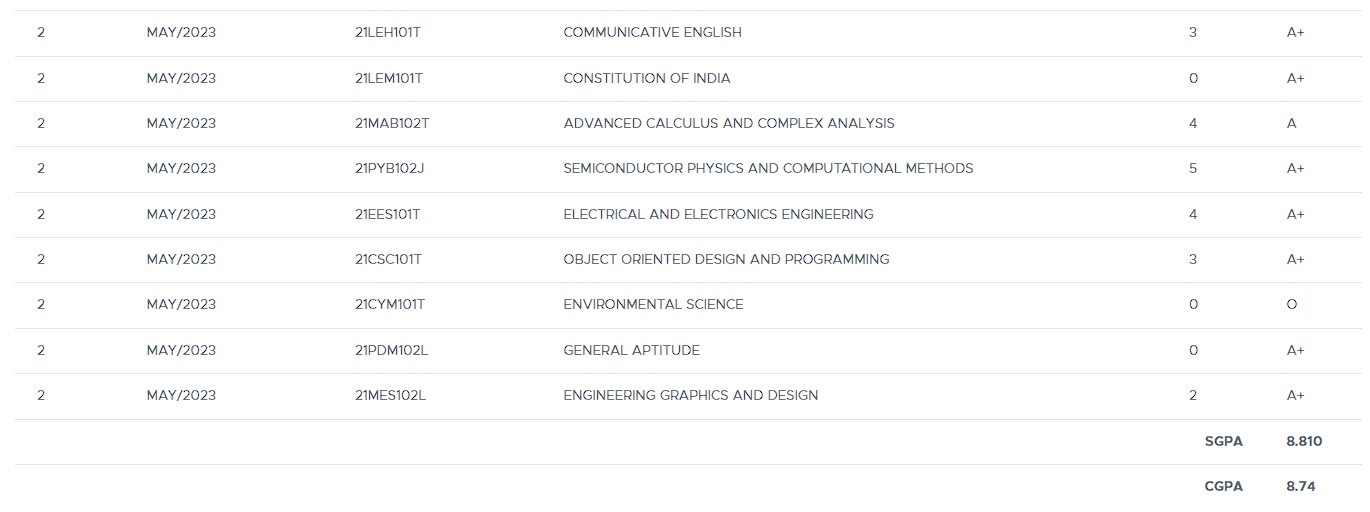 2 MAY/2023 21LEH101T COMMUNICATIVE ENGLISH 3 A+
2 MAY/2023 21LEM101T CONSTITUTION OF INDIA 0 A+
2 MAY/2023 21MAB102T ADVANCED CALCULUS AND COMPLEX ANALYSIS 4 A
2 MAY/2023 21PYB102J SEMICONDUCTOR PHYSICS AND COMPUTATIONAL METHODS 5 A+
2 MAY/2023 21EES101T ELECTRICAL AND ELECTRONICS ENGINEERING 4 A+
2 MAY/2023 21CSC101T OBJECT ORIENTED DESIGN AND PROGRAMMING 3 A+
2 MAY/2023 21CYM101T ENVIRONMENTAL SCIENCE 0 O
2 MAY/2023 21PDM102L GENERAL APTITUDE 0 A+
2 MAY/2023 21MES102L ENGINEERING GRAPHICS AND DESIGN 2 A+
SGPA 8.810
CGPA 8.74